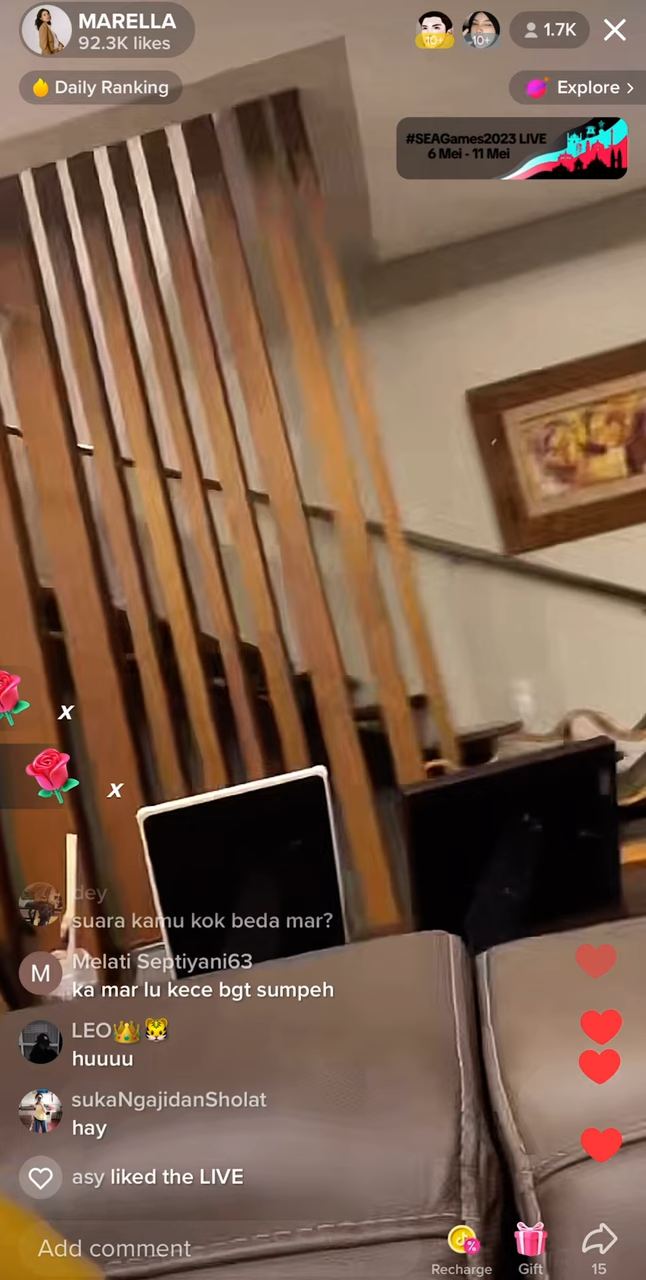 MARELLA
92.3K likes
10+
10+
1.7K
Daily Ranking
Explore >
#SEAGames2023 LIVE
6 Mei - 11 Mei
x
x
dey
suara kamu kok beda mar?
M
Melati Septiyani63
ka mar lu kece bgt sumpeh
LEO👑🐯
huuuu
sukaNgajidanSholat
hay
asy liked the LIVE
Add comment
Recharge
Gift
15